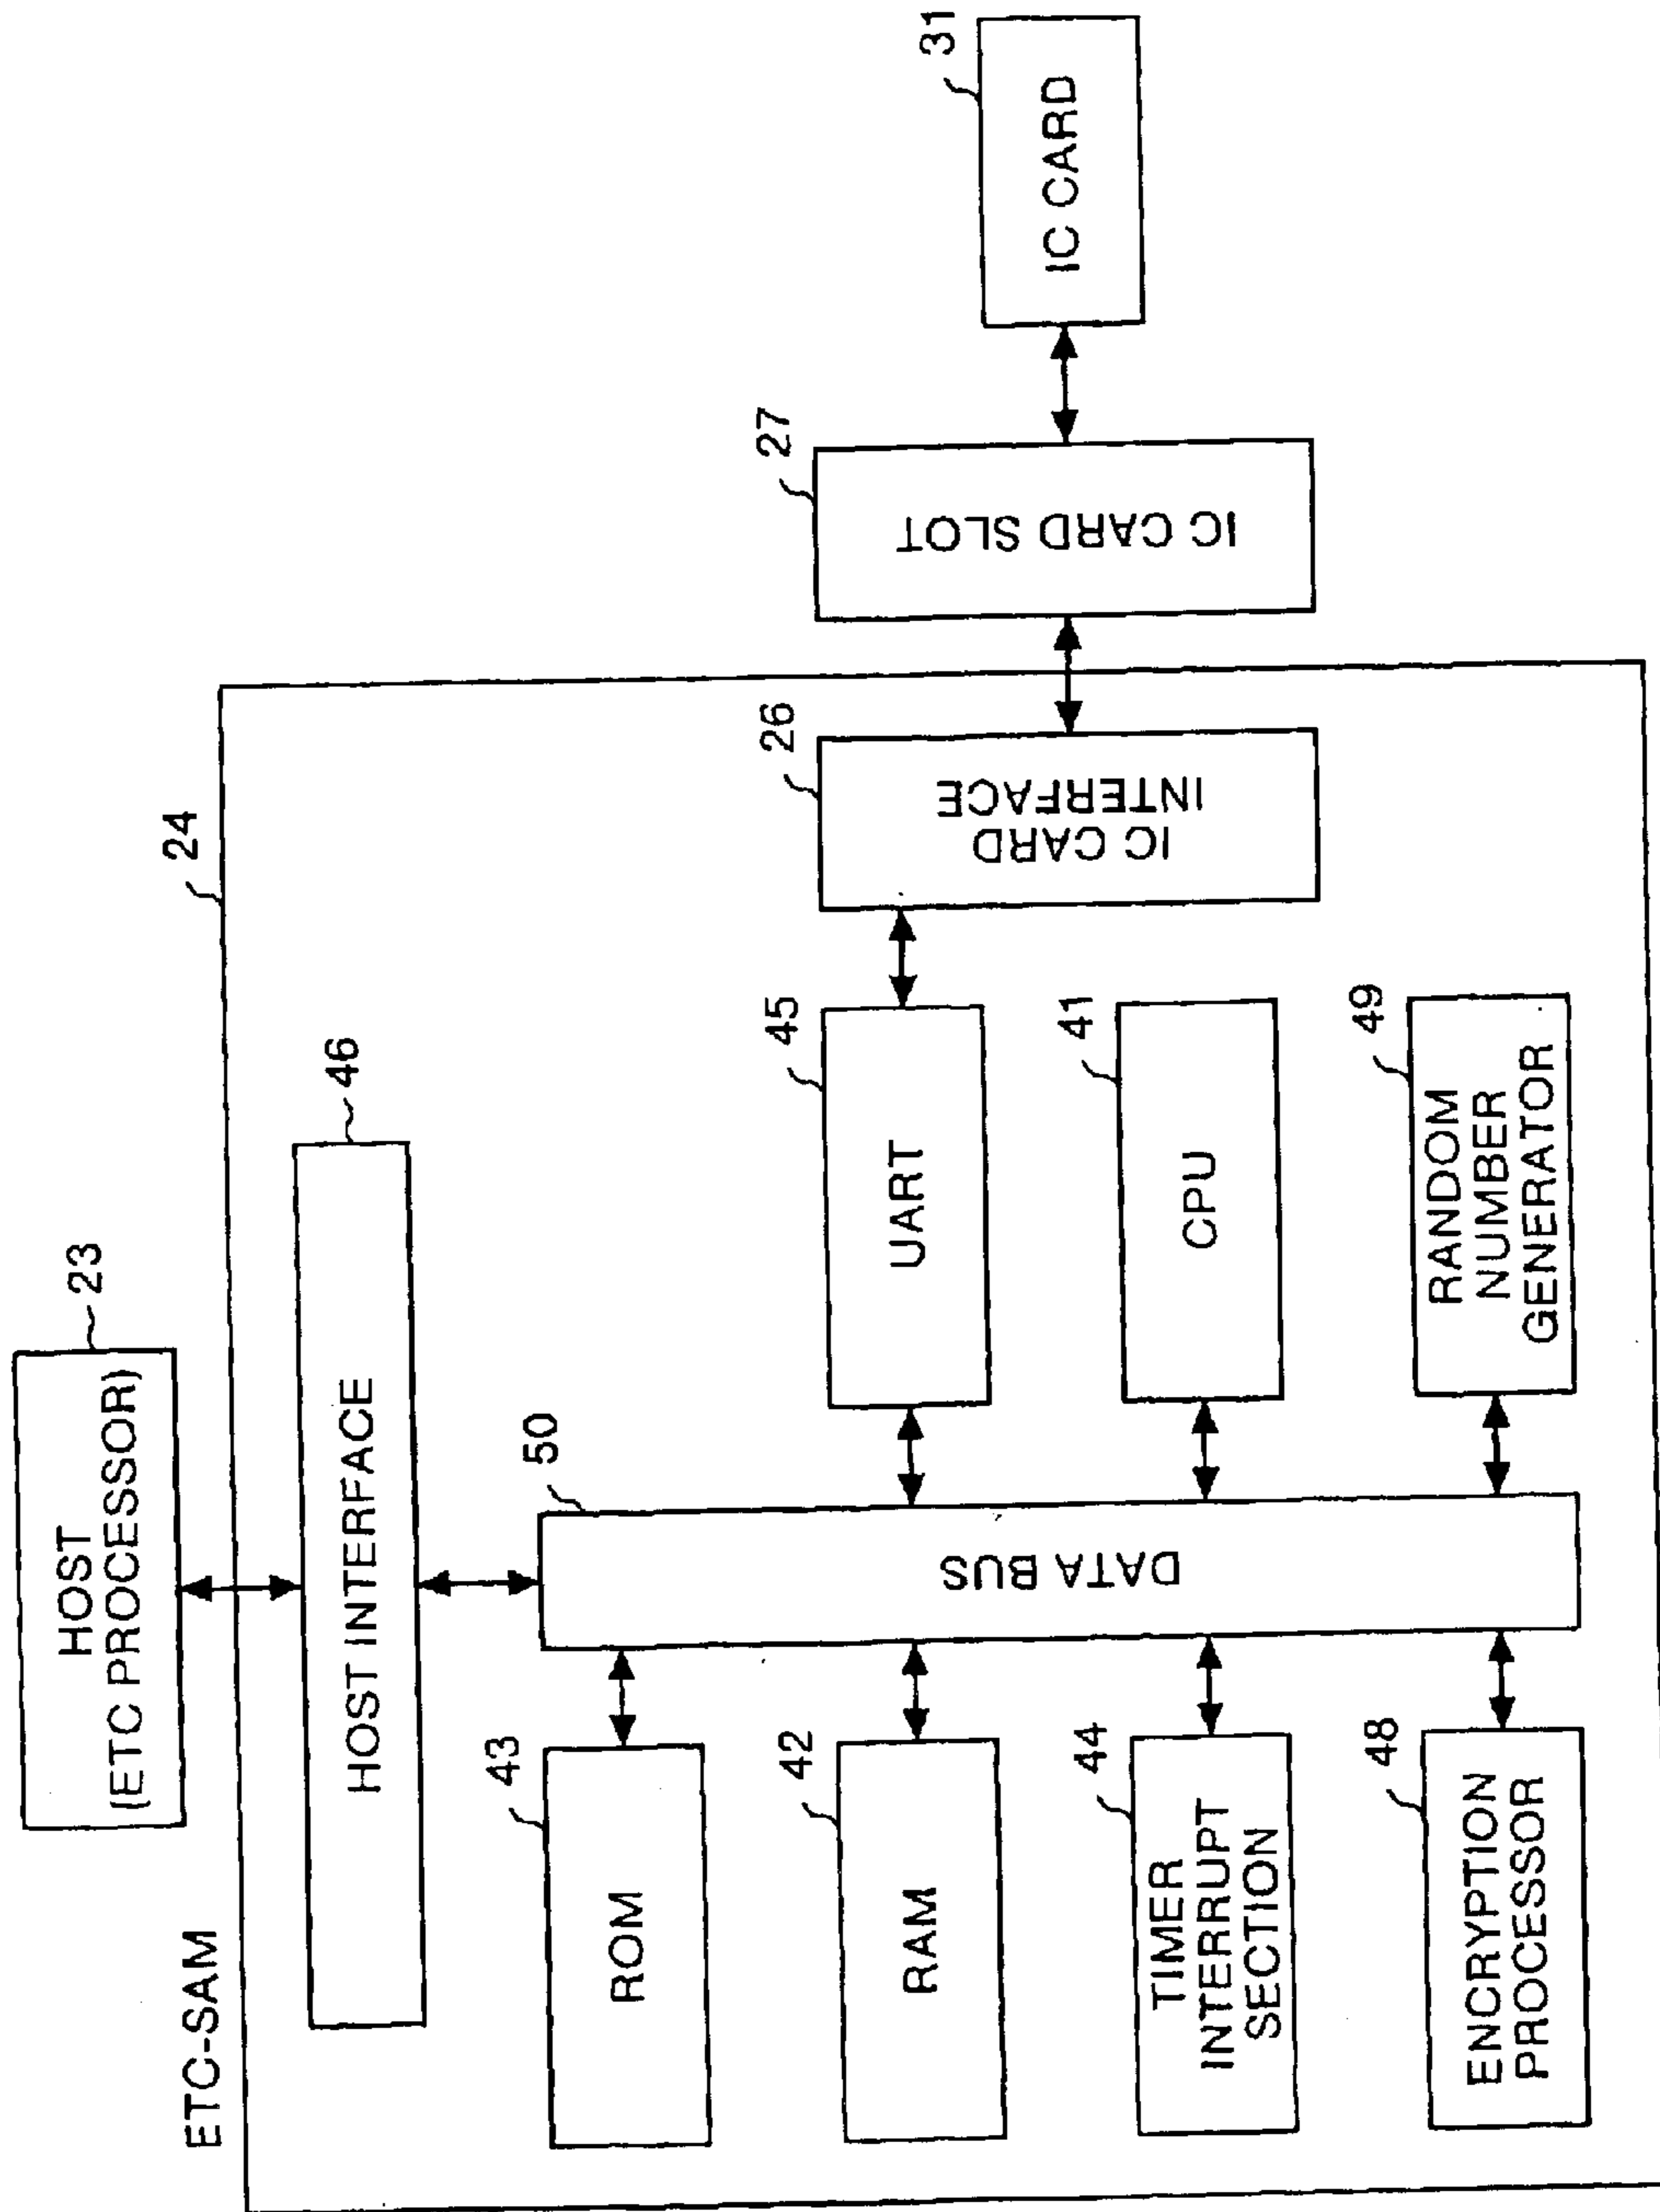 HOST
(ETC PROCESSOR)
23
ETC-SAM
24
HOST INTERFACE
46
43
ROM
50
DATA BUS
45
UART
26
IC CARD
INTERFACE
27
IC CARD SLOT
31
IC CARD
42
RAM
41
CPU
44
TIMER
INTERRUPT
SECTION
49
RANDOM
NUMBER
GENERATOR
48
ENCRYPTION
PROCESSOR